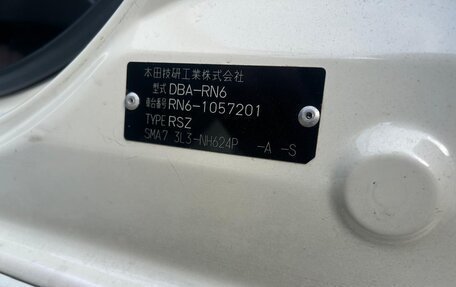 本田技研工業株式会社
型式 DBA-RN6
車台番号 RN6-1057201
TYPE RSZ
SMA7 3L3-NH624P -A -S